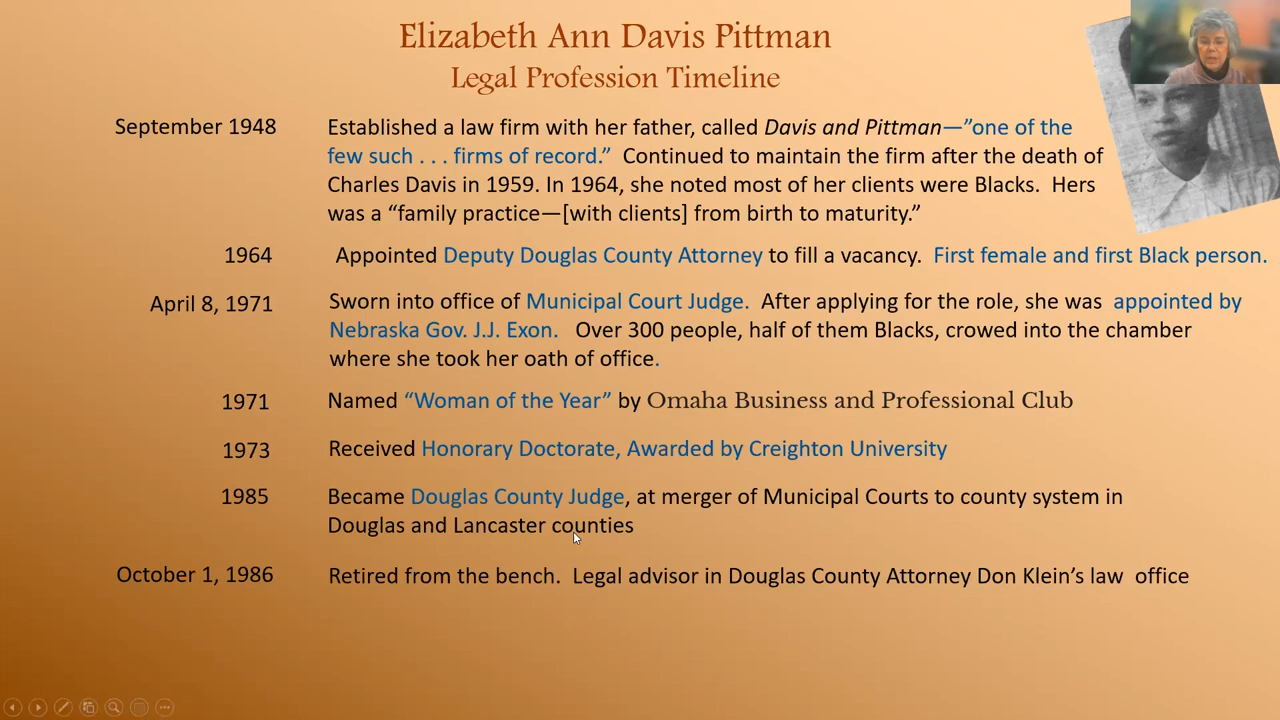 Elizabeth Ann Davis Pittman
Legal Profession Timeline
September 1948
Established a law firm with her father, called Davis and Pittman—”one of the
few such . . . firms of record.” Continued to maintain the firm after the death of
Charles Davis in 1959. In 1964, she noted most of her clients were Blacks. Hers
was a “family practice—[with clients] from birth to maturity.”
1964
Appointed Deputy Douglas County Attorney to fill a vacancy. First female and first Black person.
April 8, 1971
Sworn into office of Municipal Court Judge. After applying for the role, she was appointed by
Nebraska Gov. J.J. Exon. Over 300 people, half of them Blacks, crowed into the chamber
where she took her oath of office.
1971
Named “Woman of the Year” by Omaha Business and Professional Club
1973
Received Honorary Doctorate, Awarded by Creighton University
1985
Became Douglas County Judge, at merger of Municipal Courts to county system in
Douglas and Lancaster counties
October 1, 1986
Retired from the bench. Legal advisor in Douglas County Attorney Don Klein’s law office